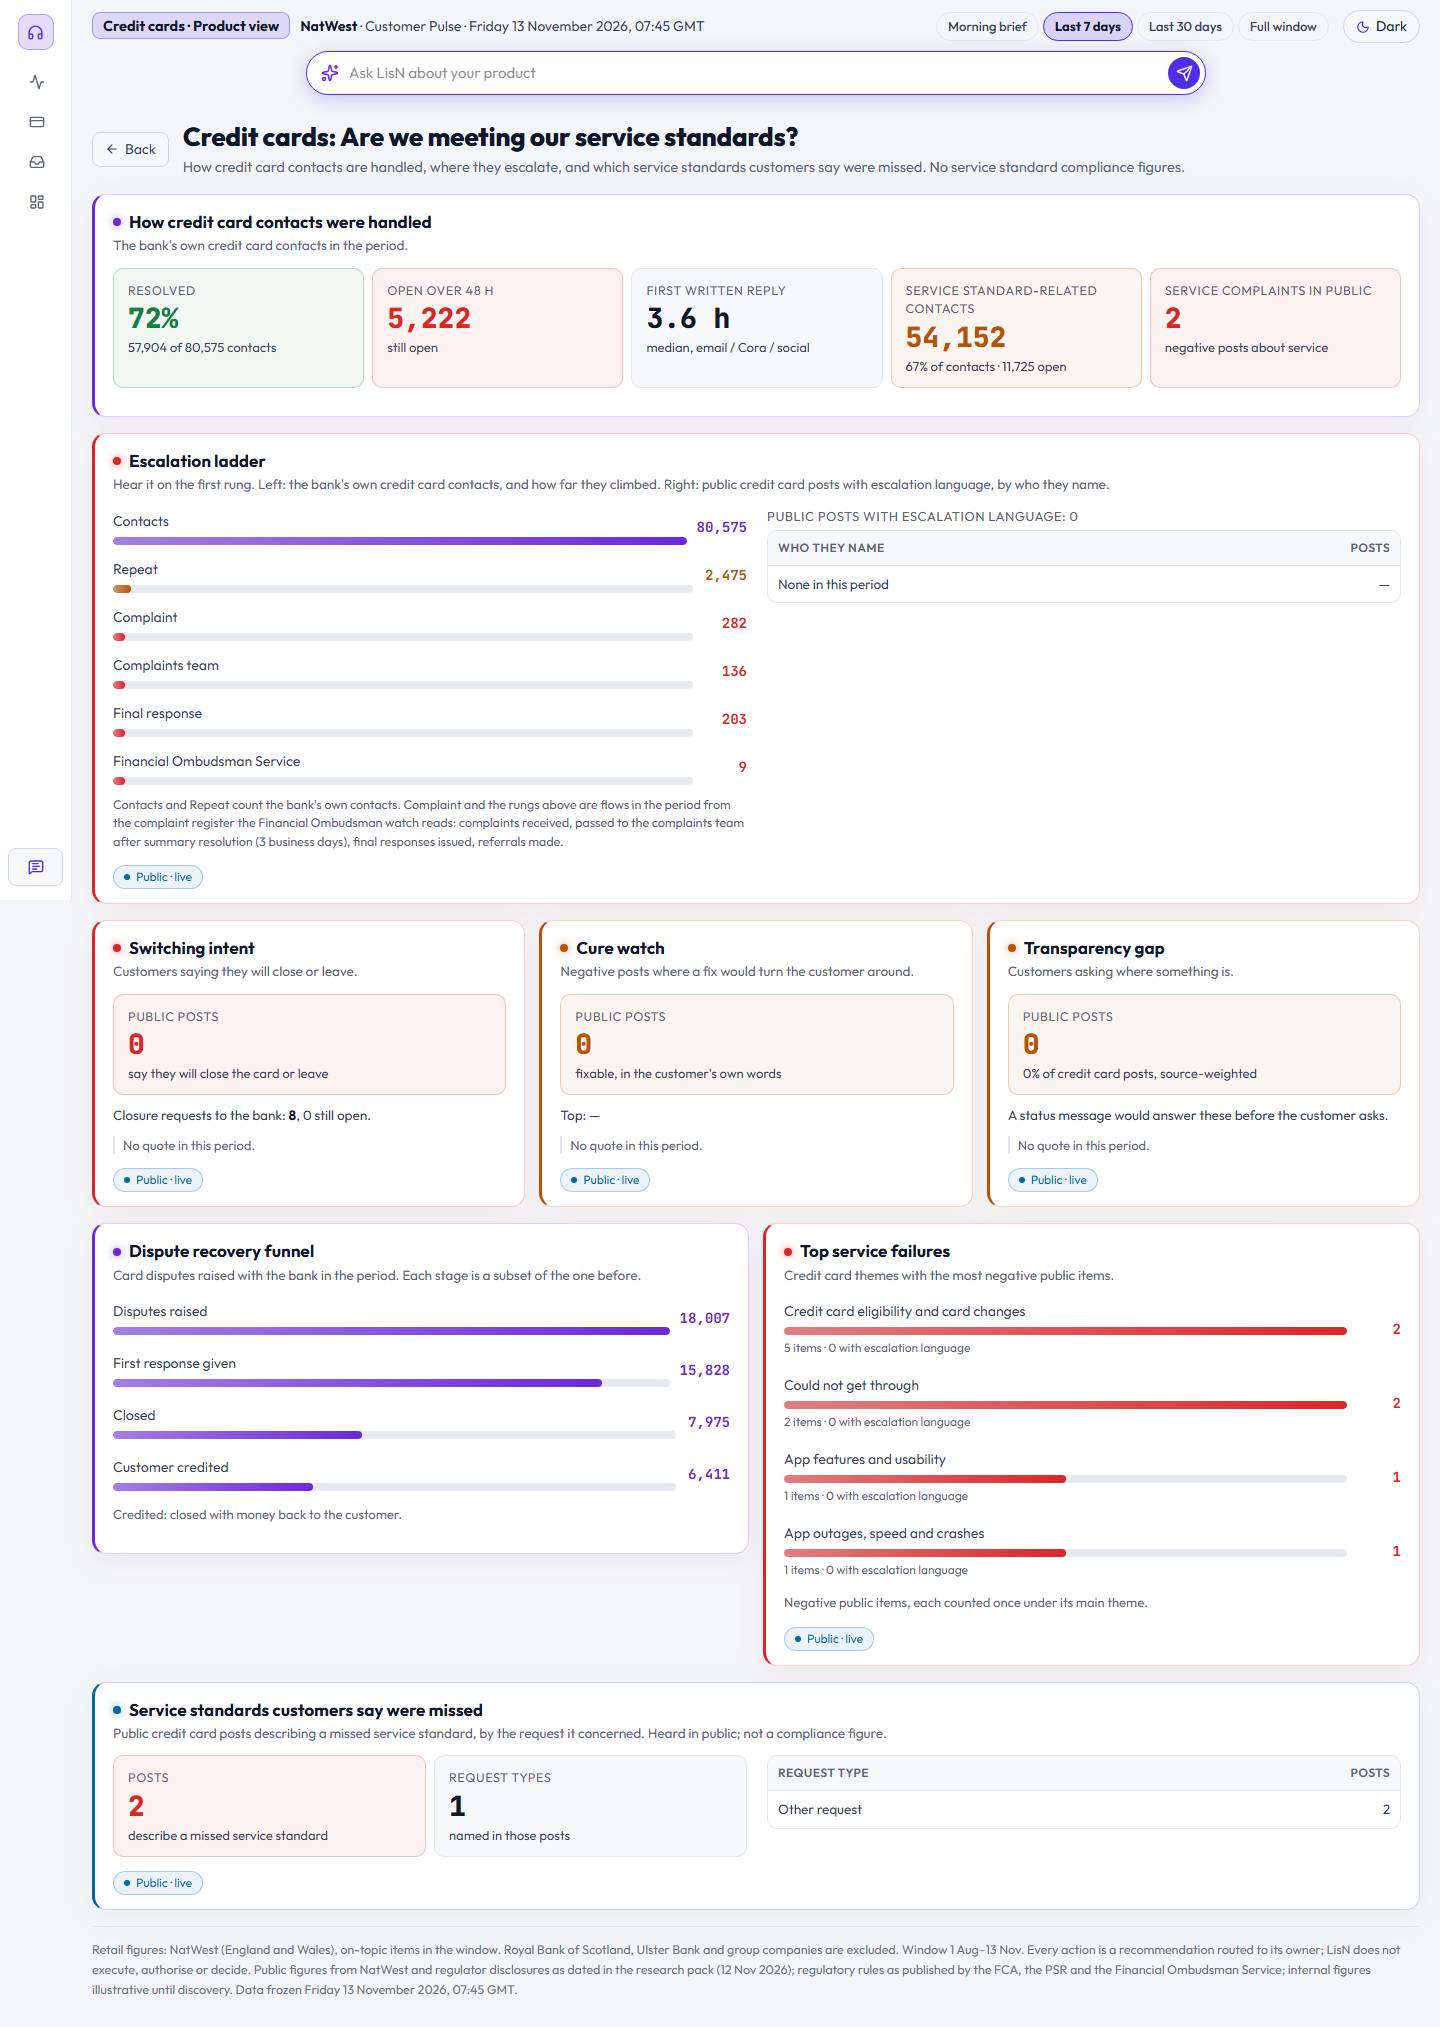 Credit cards · Product view
NatWest · Customer Pulse · Friday 13 November 2026, 07:45 GMT
Morning brief
Last 7 days
Last 30 days
Full window
Dark
Ask LisN about your product
Back
Credit cards: Are we meeting our service standards?
How credit card contacts are handled, where they escalate, and which service standards customers say were missed. No service standard compliance figures.
How credit card contacts were handled
The bank's own credit card contacts in the period.
RESOLVED
72%
57,904 of 80,575 contacts
OPEN OVER 48 H
5,222
still open
FIRST WRITTEN REPLY
3.6 h
median, email / Cora / social
SERVICE STANDARD-RELATED
CONTACTS
54,152
67% of contacts · 11,725 open
SERVICE COMPLAINTS IN PUBLIC
2
negative posts about service
Escalation ladder
Hear it on the first rung. Left: the bank's own credit card contacts, and how far they climbed. Right: public credit card posts with escalation language, by who they name.
Contacts
80,575
Repeat
2,475
Complaint
282
Complaints team
136
Final response
203
Financial Ombudsman Service
9
Contacts and Repeat count the bank's own contacts. Complaint and the rungs above are flows in the period from
the complaint register the Financial Ombudsman watch reads: complaints received, passed to the complaints team
after summary resolution (3 business days), final responses issued, referrals made.
Public · live
PUBLIC POSTS WITH ESCALATION LANGUAGE: 0
WHO THEY NAME POSTS
None in this period —
Switching intent
Customers saying they will close or leave.
PUBLIC POSTS
0
say they will close the card or leave
Closure requests to the bank: 8, 0 still open.
No quote in this period.
Public · live
Cure watch
Negative posts where a fix would turn the customer around.
PUBLIC POSTS
0
fixable, in the customer's own words
Top: —
No quote in this period.
Public · live
Transparency gap
Customers asking where something is.
PUBLIC POSTS
0
0% of credit card posts, source-weighted
A status message would answer these before the customer asks.
No quote in this period.
Public · live
Dispute recovery funnel
Card disputes raised with the bank in the period. Each stage is a subset of the one before.
Disputes raised
18,007
First response given
15,828
Closed
7,975
Customer credited
6,411
Credited: closed with money back to the customer.
Top service failures
Credit card themes with the most negative public items.
Credit card eligibility and card changes
2
5 items · 0 with escalation language
Could not get through
2
2 items · 0 with escalation language
App features and usability
1
1 items · 0 with escalation language
App outages, speed and crashes
1
1 items · 0 with escalation language
Negative public items, each counted once under its main theme.
Public · live
Service standards customers say were missed
Public credit card posts describing a missed service standard, by the request it concerned. Heard in public; not a compliance figure.
POSTS
2
describe a missed service standard
REQUEST TYPES
1
named in those posts
REQUEST TYPE POSTS
Other request 2
Public · live
Retail figures: NatWest (England and Wales), on-topic items in the window. Royal Bank of Scotland, Ulster Bank and group companies are excluded. Window 1 Aug–13 Nov. Every action is a recommendation routed to its owner; LisN does not
execute, authorise or decide. Public figures from NatWest and regulator disclosures as dated in the research pack (12 Nov 2026); regulatory rules as published by the FCA, the PSR and the Financial Ombudsman Service; internal figures
illustrative until discovery. Data frozen Friday 13 November 2026, 07:45 GMT.